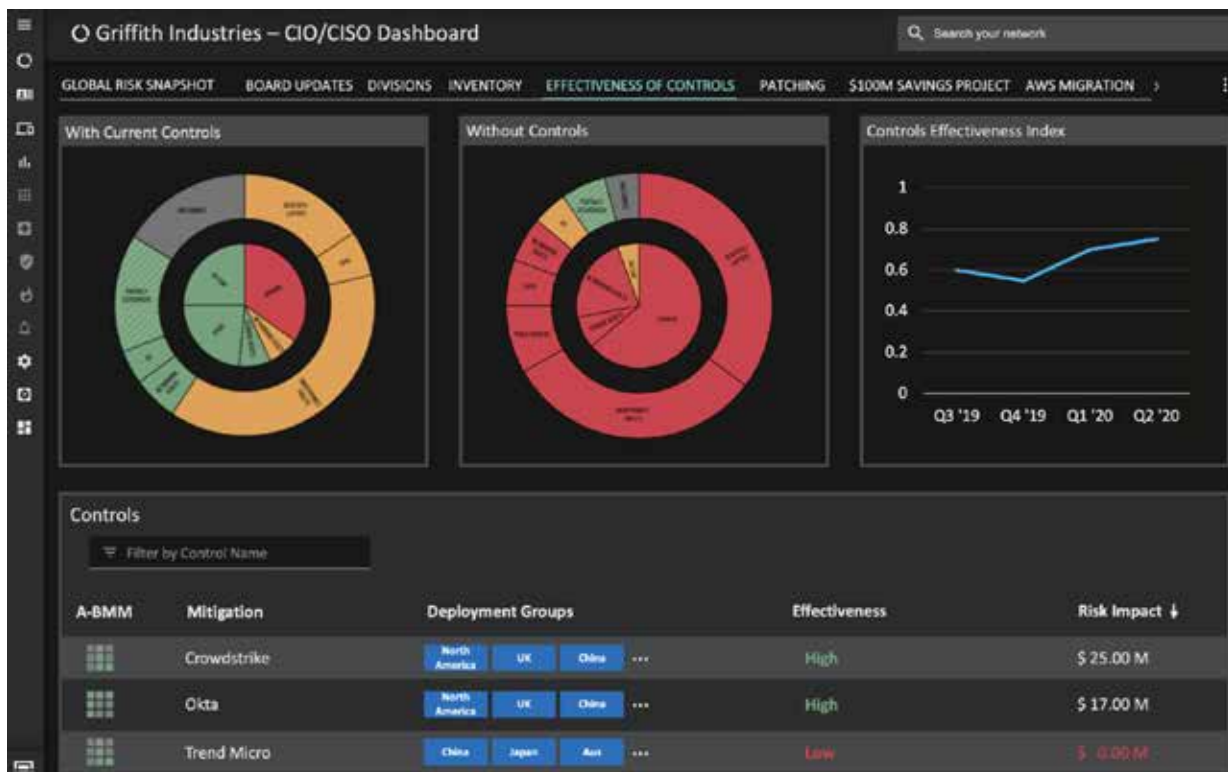 Griffith Industries – CIO/CISO Dashboard
Search your network
GLOBAL RISK SNAPSHOT BOARD UPDATES DIVISIONS INVENTORY EFFECTIVENESS OF CONTROLS PATCHING $100M SAVINGS PROJECT AWS MIGRATION
With Current Controls
Without Controls
Controls Effectiveness Index
1
0.8
0.6
0.4
0.2
0
Q3 '19 Q4 '19 Q1 '20 Q2 '20
Controls
Filter by Control Name
A-BMM Mitigation Deployment Groups Effectiveness Risk Impact
Crowdstrike North America UK China High $ 25.00 M
Okta North America UK China High $ 17.00 M
Trend Micro China Japan Aus Low $ 0.00 M